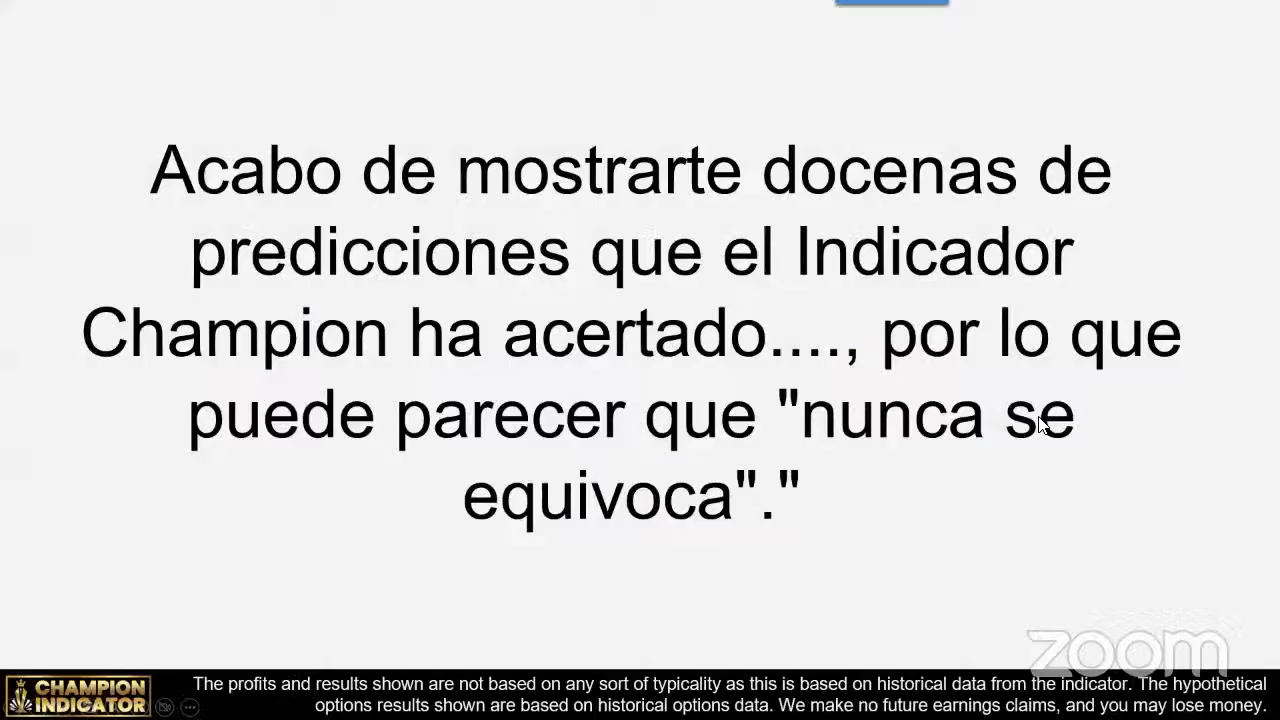 Acabo de mostrarte docenas de
predicciones que el Indicador
Champion ha acertado...., por lo que
puede parecer que "nunca se
equivoca"."
zoom
CHAMPION
INDICATOR
The profits and results shown are not based on any sort of typicality as this is based on historical data from the indicator. The hypothetical
options results shown are based on historical options data. We make no future earnings claims, and you may lose money.